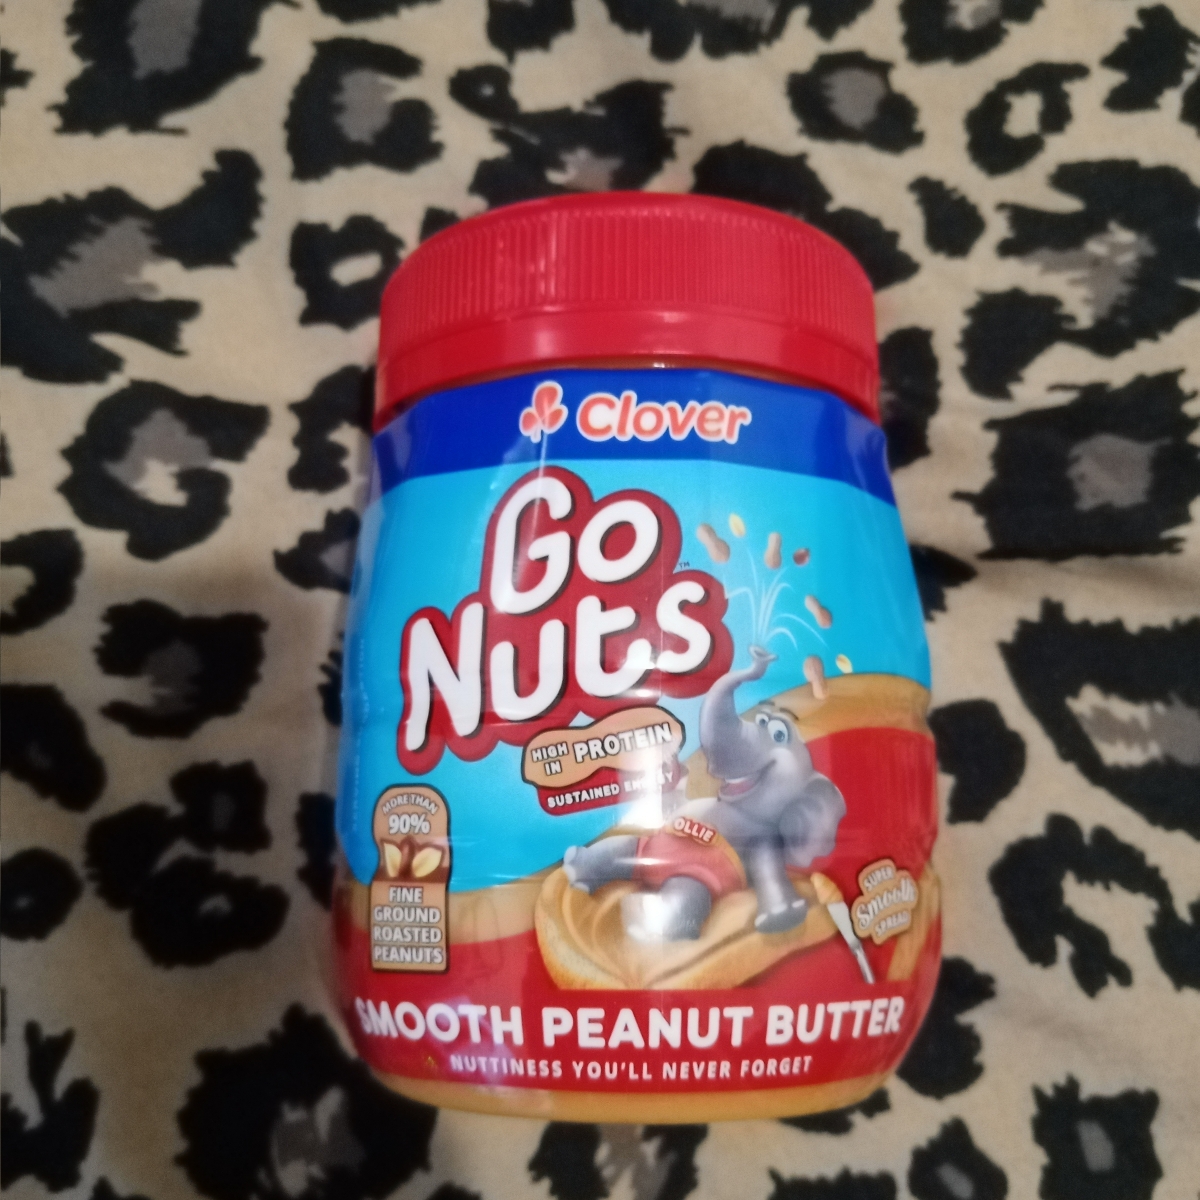 Clover
Go
Nuts
™
HIGH
IN PROTEIN
SUSTAINED ENERGY
OLLIE
MORE THAN
90%
FINE
GROUND
ROASTED
PEANUTS
SUPER
Smooth
SPREAD
SMOOTH PEANUT BUTTER
NUTTINESS YOU'LL NEVER FORGET